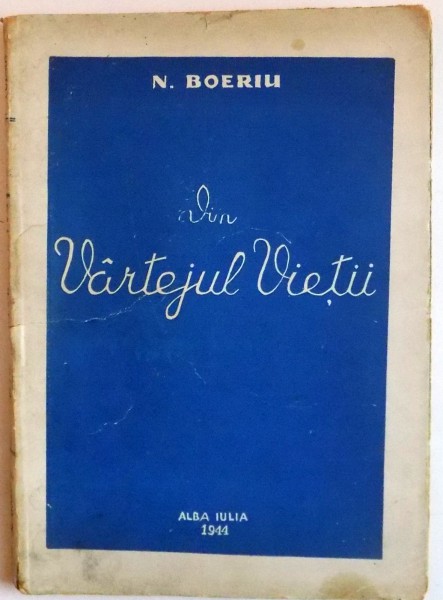 N. BOERIU
din
Vârtejul Vieții
ALBA IULIA
1944